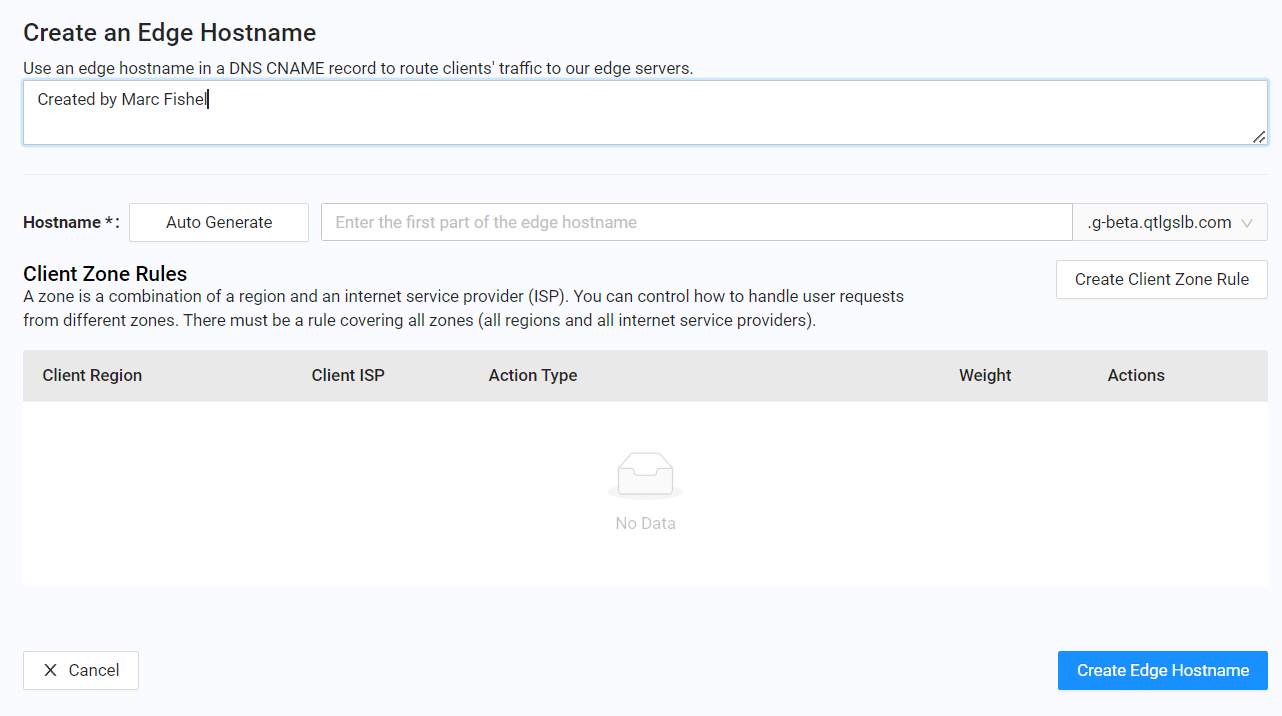 Create an Edge Hostname
Use an edge hostname in a DNS CNAME record to route clients' traffic to our edge servers.
Created by Marc Fishel
Hostname *: Auto Generate Enter the first part of the edge hostname .g-beta.qtlgslb.com
Client Zone Rules
Create Client Zone Rule
A zone is a combination of a region and an internet service provider (ISP). You can control how to handle user requests
from different zones. There must be a rule covering all zones (all regions and all internet service providers).
Client Region Client ISP Action Type Weight Actions
No Data
Cancel Create Edge Hostname